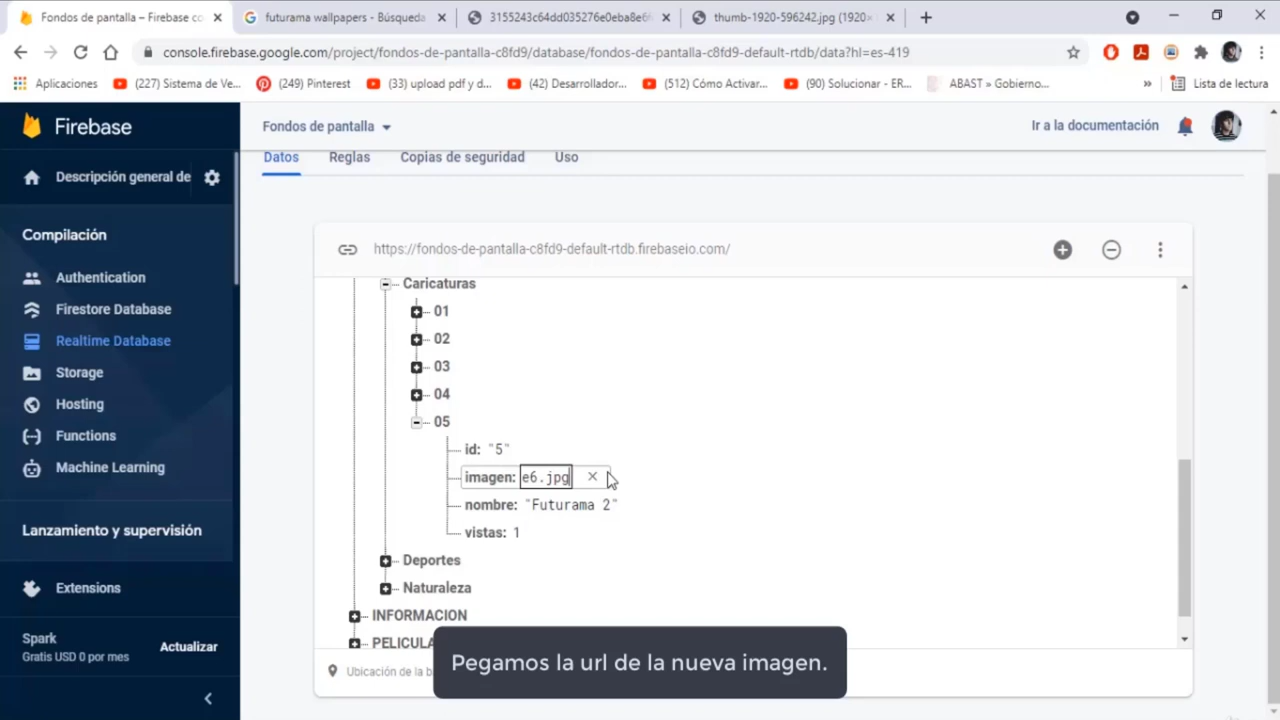 Fondos de pantalla – Firebase co
futurama wallpapers - Búsqueda
3155243c64dd035276e0eba8e6
thumb-1920-596242.jpg (1920×
console.firebase.google.com/project/fondos-de-pantalla-c8fd9/database/fondos-de-pantalla-c8fd9-default-rtdb/data?hl=es-419
Aplicaciones
(227) Sistema de Ve...
(249) Pinterest
(33) upload pdf y d...
(42) Desarrollador...
(512) Cómo Activar...
(90) Solucionar - ER...
ABAST » Gobierno...
»
Lista de lectura
Firebase
Fondos de pantalla
Ir a la documentación
Descripción general de
Datos
Reglas
Copias de seguridad
Uso
Compilación
Authentication
Firestore Database
Realtime Database
Storage
Hosting
Functions
Machine Learning
Lanzamiento y supervisión
Extensions
Spark
Gratis USD 0 por mes
Actualizar
https://fondos-de-pantalla-c8fd9-default-rtdb.firebaseio.com/
Caricaturas
01
02
03
04
05
id: "5"
imagen: e6.jpg
nombre: "Futurama 2"
vistas: 1
Deportes
Naturaleza
INFORMACION
PELICULA
Ubicación de la b
Pegamos la url de la nueva imagen.